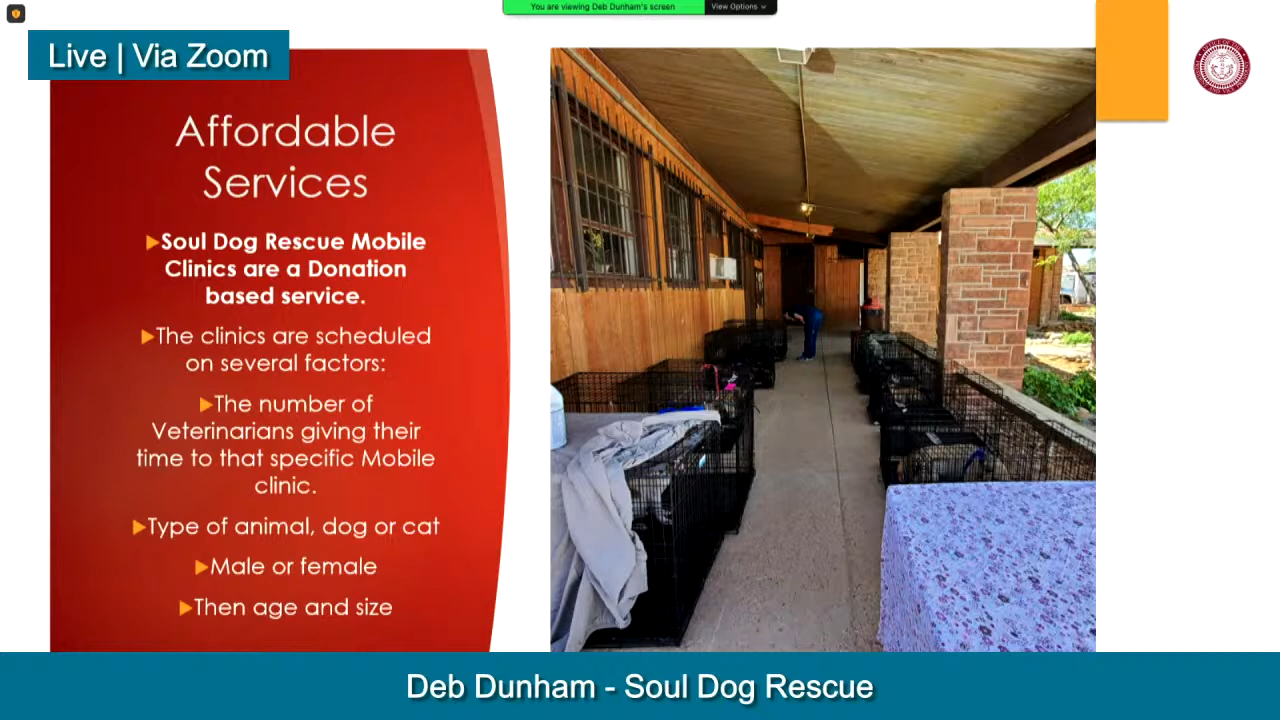 You are viewing Deb Dunham's screen
View Options
Live | Via Zoom
Affordable
Services
Soul Dog Rescue Mobile
Clinics are a Donation
based service.
The clinics are scheduled
on several factors:
The number of
Veterinarians giving their
time to that specific Mobile
clinic.
Type of animal, dog or cat
Male or female
Then age and size
Deb Dunham - Soul Dog Rescue